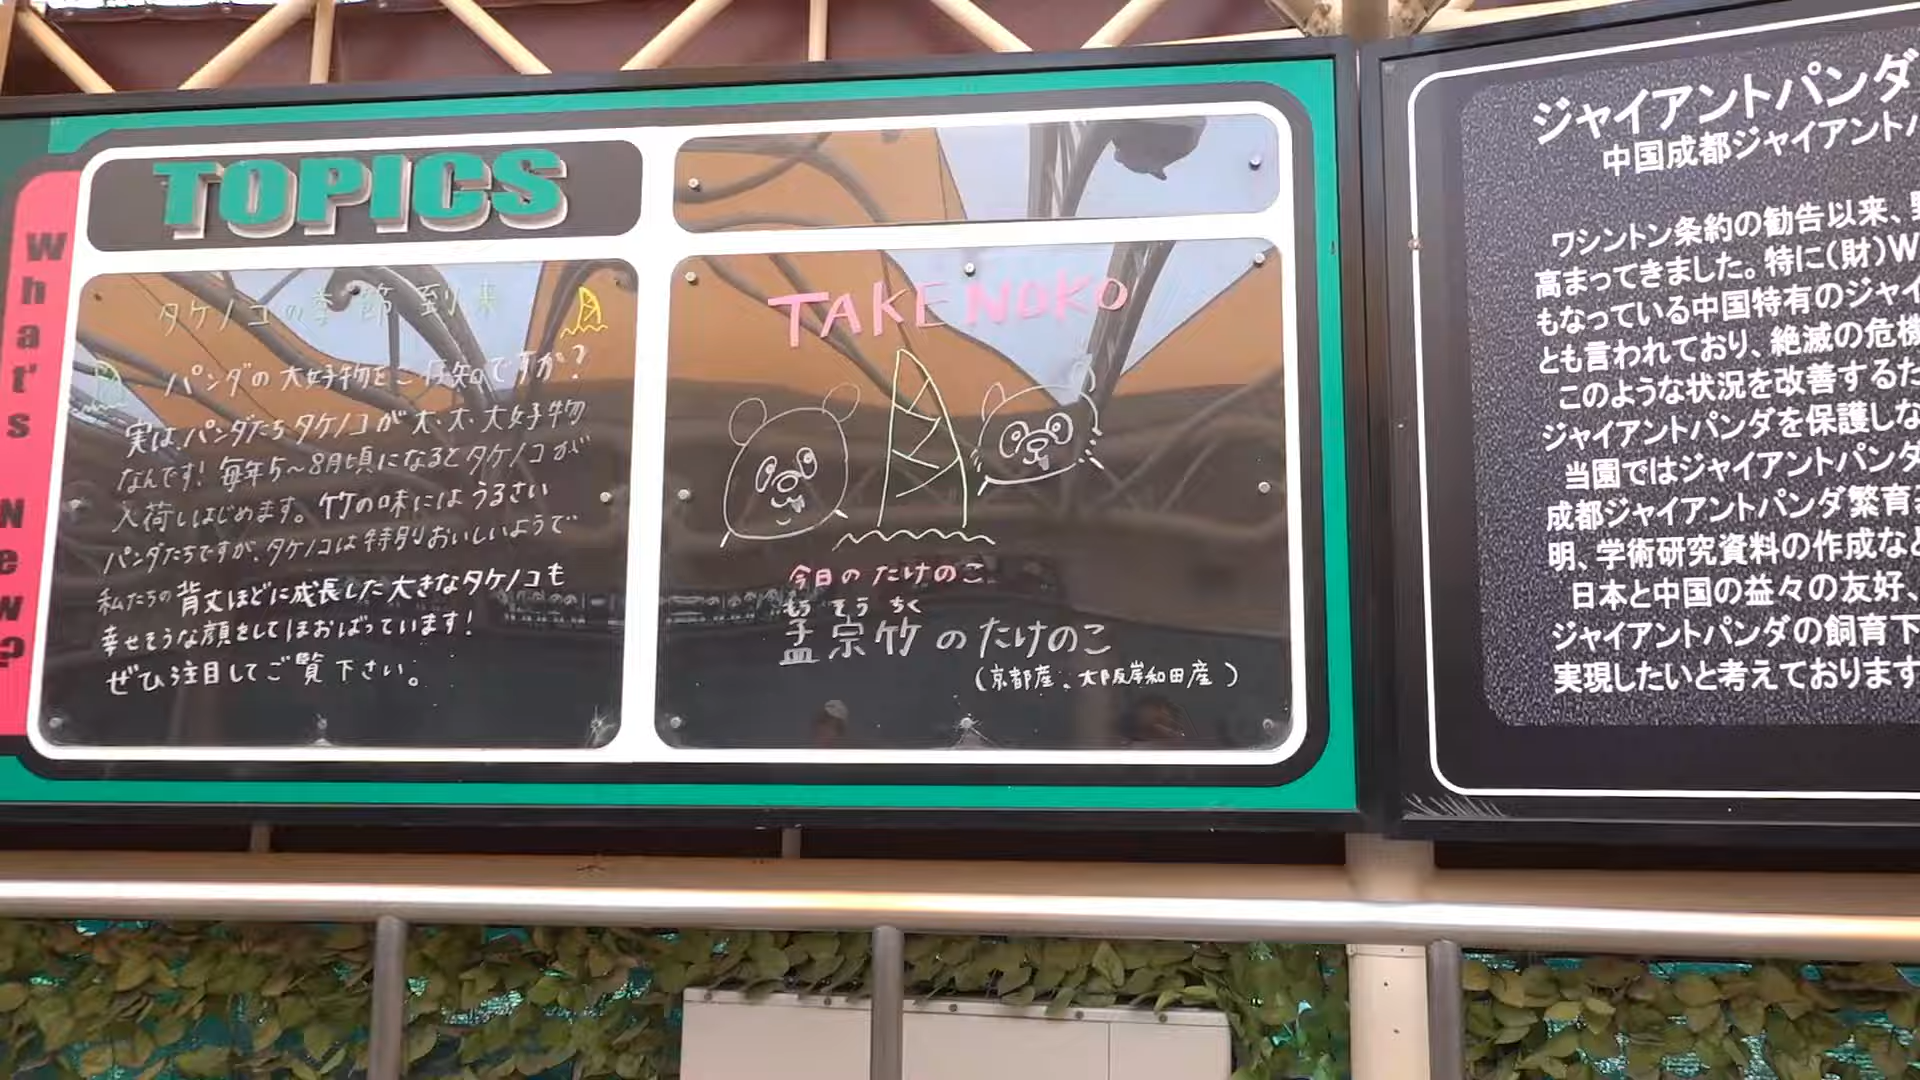 What's New?
TOPICS
タケノコの季節到来
パンダの大好物をご存知ですか?
実はパンダたちタケノコが大・大・大好物
なんです! 毎年5〜8月頃になるとタケノコが
入荷しはじめます。竹の味にはうるさい
パンダたちですが、タケノコは特別おいしいようで
私たちの背丈ほどに成長した大きなタケノコも
幸せそうな顔をしてほおばっています!
ぜひ注目してご覧下さい。
TAKENOKO
今日のたけのこ
もうそうちく
孟宗竹のたけのこ
(京都産、大阪岸和田産)
ジャイアントパンダ
中国成都ジャイアント
ワシントン条約の勧告以来、
高まってきました。特に(財)W
もなっている中国特有のジャイ
とも言われており、絶滅の危機
このような状況を改善するた
ジャイアントパンダを保護しな
当園ではジャイアントパンダ
成都ジャイアントパンダ繁育
明、学術研究資料の作成など
日本と中国の益々の友好、
ジャイアントパンダの飼育下
実現したいと考えております